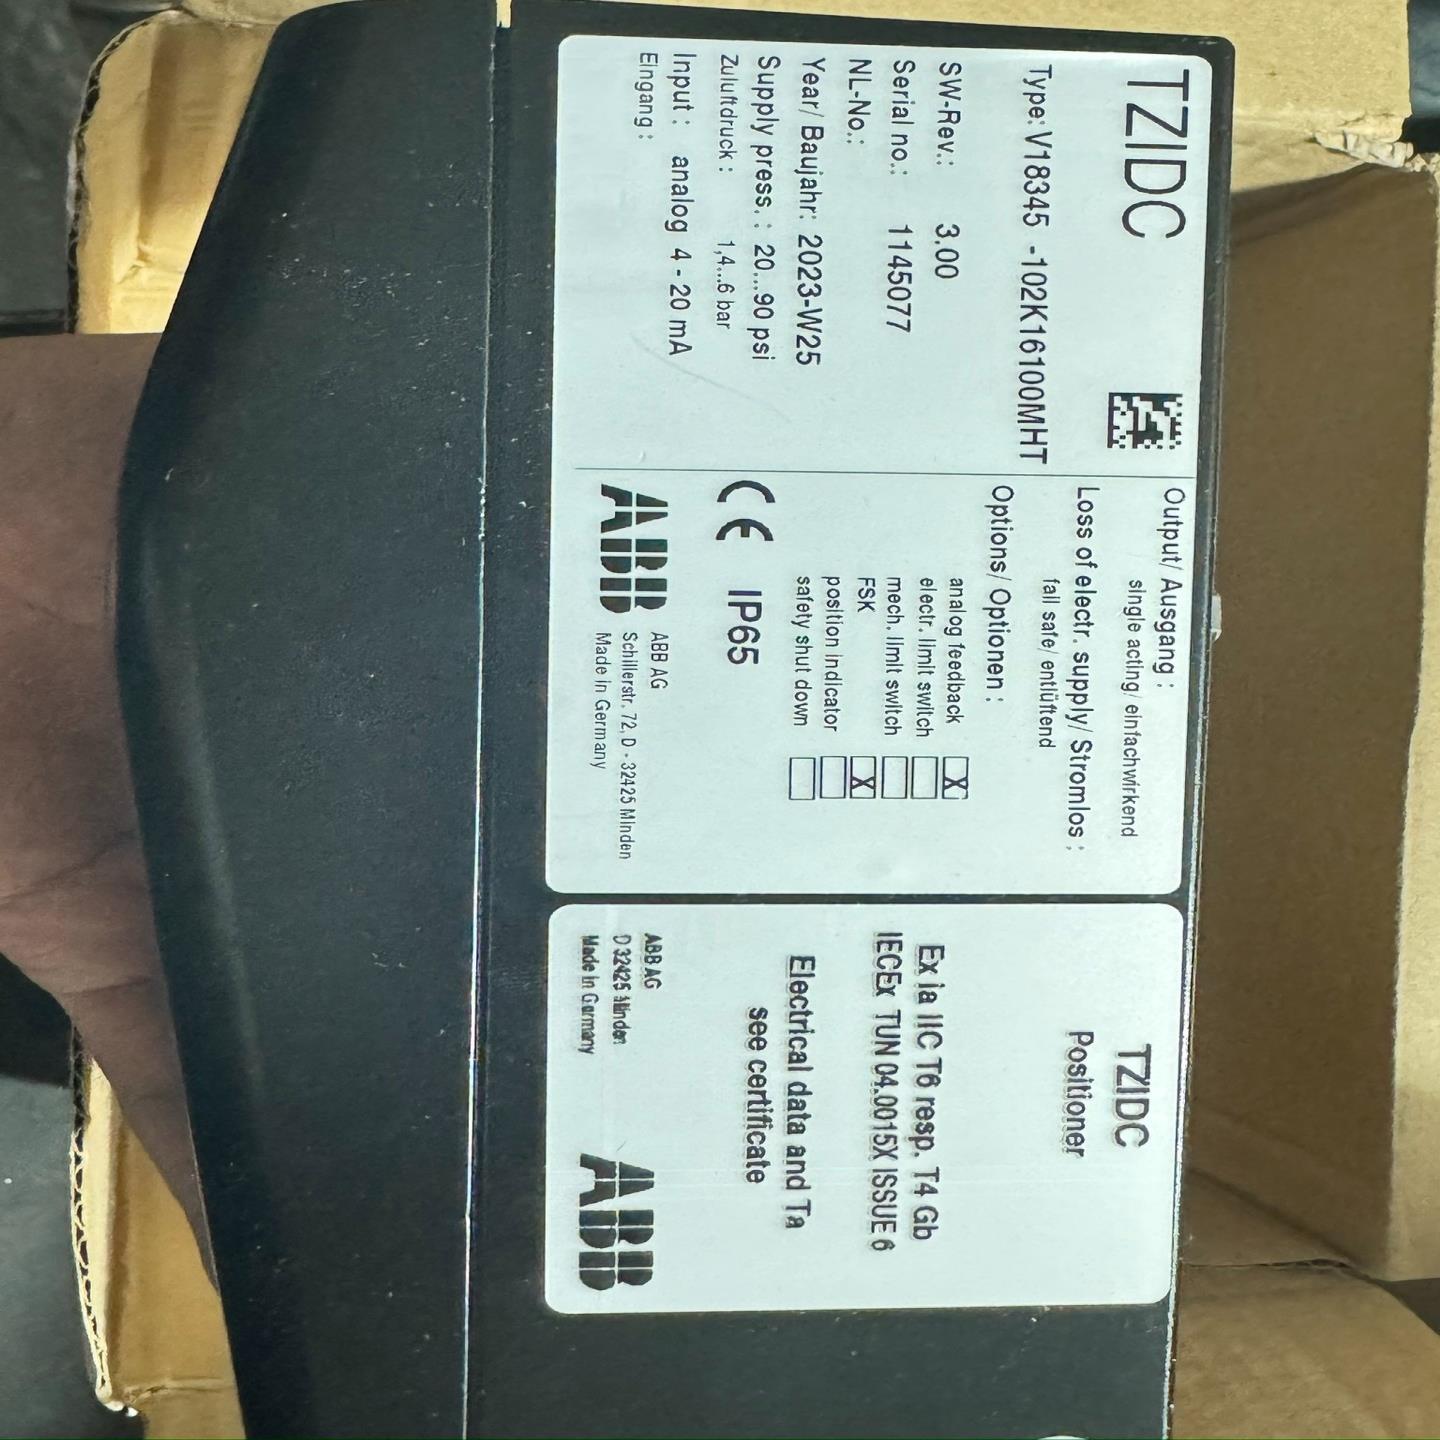 TZIDC
Type: V18345 -102K16100MHT
SW-Rev.: 3.00
Serial no.: 1145077
NL-No.:
Year/ Baujahr: 2023-W25
Supply press. : 20...90 psi
Zuluftdruck : 1,4...6 bar
Input : analog 4 - 20 mA
Eingang :
Output/ Ausgang :
single acting/ einfachwirkend
Loss of electr. supply/ Stromlos :
fail safe/ entlüftend
Options/ Optionen :
analog feedback X
electr. limit switch
mech. limit switch
FSK X
position indicator
safety shut down
CE IP65
ABB ABB AG
Schillerstr. 72, D - 32425 Minden
Made in Germany
TZIDC
Positioner
Ex ia IIC T6 resp. T4 Gb
IECEx TUN 04.0015X ISSUE 6
Electrical data and Ta
see certificate
ABB AG
D 32425 Minden
Made in Germany
ABB